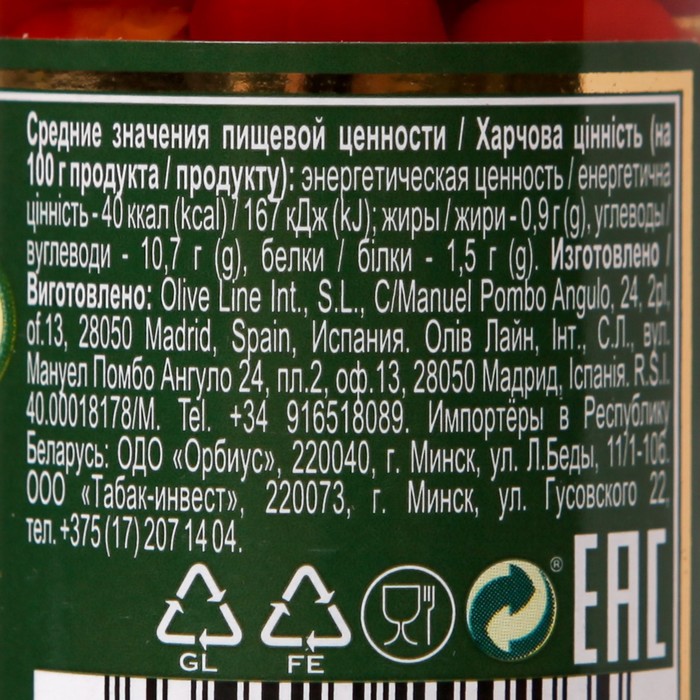 Средние значения пищевой ценности / Харчова цінність (на
100 г продукта / продукту): энергетическая ценность / енергетична
цінність - 40 ккал (kcal) / 167 кДж (kJ); жиры / жири - 0,9 г (g), углеводы /
вуглеводи - 10,7 г (g), белки / білки - 1,5 г (g). Изготовлено /
Виготовлено: Olive Line Int., S.L., C/Manuel Pombo Angulo, 24, 2pl,
of.13, 28050 Madrid, Spain, Испания. Олів Лайн, Інт., С.Л., вул.
Мануел Помбо Ангуло 24, пл.2, оф.13, 28050 Мадрид, Іспанія. R.S.I.
40.00018178/M. Tel. +34 916518089. Импортёры в Республику
Беларусь: ОДО «Орбиус», 220040, г. Минск, ул. Л.Беды, 11/1-106.
ООО «Табак-инвест», 220073, г. Минск, ул. Гусовского 22,
тел. +375 (17) 207 14 04.
® EAC
GL FE